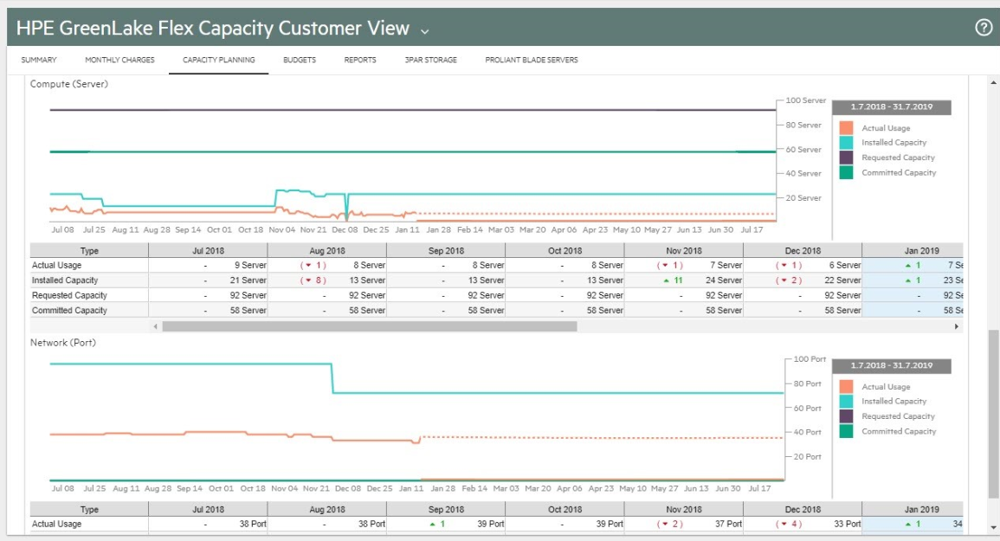 HPE GreenLake Flex Capacity Customer View
?
SUMMARY MONTHLY CHARGES CAPACITY PLANNING BUDGETS REPORTS 3PAR STORAGE PROLIANT BLADE SERVERS
Compute (Server)
100 Server
80 Server
60 Server
40 Server
20 Server
1.7.2018 - 31.7.2019
Actual Usage
Installed Capacity
Requested Capacity
Committed Capacity
Jul 08 Jul 25 Aug 11 Aug 28 Sep 14 Oct 01 Oct 18 Nov 04 Nov 21 Dec 08 Dec 25 Jan 11 Jan 28 Feb 14 Mar 03 Mar 20 Apr 06 Apr 23 May 10 May 27 Jun 13 Jun 30 Jul 17
Type Jul 2018 Aug 2018 Sep 2018 Oct 2018 Nov 2018 Dec 2018 Jan 2019
Actual Usage - 9 Server (▼ 1) 8 Server - 8 Server - 8 Server (▼ 1) 7 Server (▼ 1) 6 Server ▲ 1 7 Se
Installed Capacity - 21 Server (▼ 8) 13 Server - 13 Server - 13 Server ▲ 11 24 Server (▼ 2) 22 Server ▲ 1 23 Se
Requested Capacity - 92 Server - 92 Server - 92 Server - 92 Server - 92 Server - 92 Server - 92 Se
Committed Capacity - 58 Server - 58 Server - 58 Server - 58 Server - 58 Server - 58 Server - 58 Se
Network (Port)
100 Port
80 Port
60 Port
40 Port
20 Port
1.7.2018 - 31.7.2019
Actual Usage
Installed Capacity
Requested Capacity
Committed Capacity
Jul 08 Jul 25 Aug 11 Aug 28 Sep 14 Oct 01 Oct 18 Nov 04 Nov 21 Dec 08 Dec 25 Jan 11 Jan 28 Feb 14 Mar 03 Mar 20 Apr 06 Apr 23 May 10 May 27 Jun 13 Jun 30 Jul 17
Type Jul 2018 Aug 2018 Sep 2018 Oct 2018 Nov 2018 Dec 2018 Jan 2019
Actual Usage - 38 Port - 38 Port ▲ 1 39 Port - 39 Port (▼ 2) 37 Port (▼ 4) 33 Port ▲ 1 34